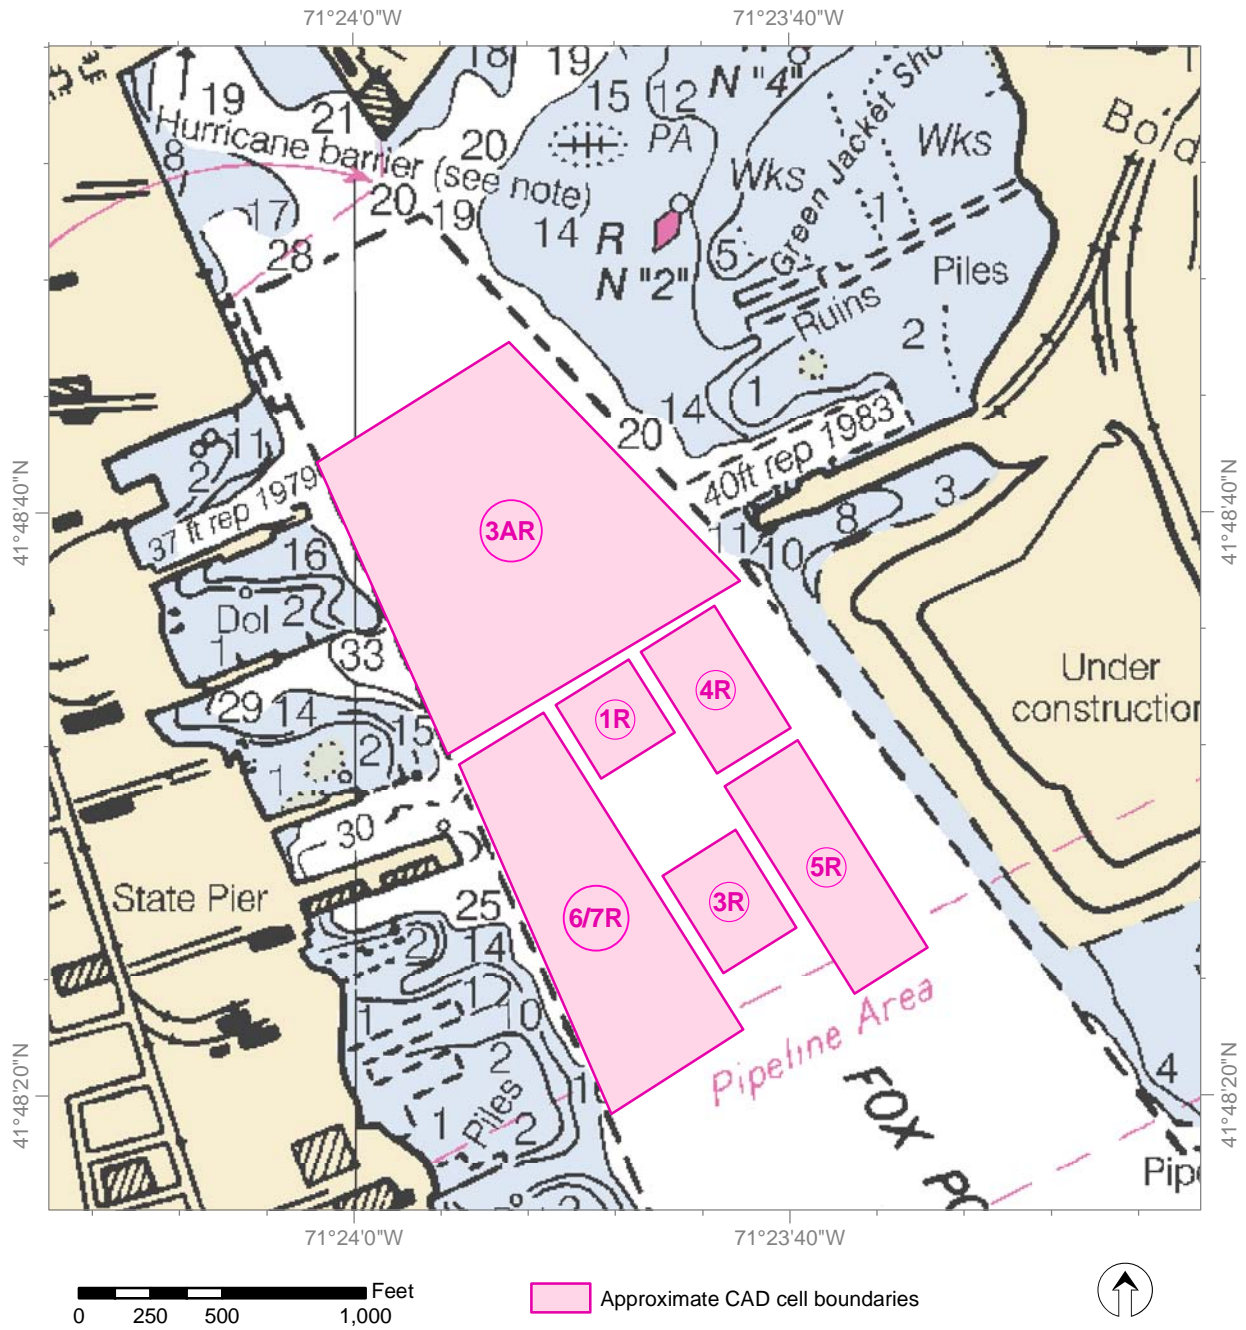 71°24'0"W 71°23'40"W
18 19 N "4"
19 21 15 12
Hurricane barrier (see note)
20 PA Wks Wks
8 Green Jacket Sho
17 20 19 14 R 1
28 N "2" 5 Piles
Ruins 2
11 14 1
2 20
40ft rep 1983
37 ft rep 1979
3
8
41°48'40"N 41°48'40"N
3AR
11 10
16
Dol 2
1 33
Under
construction
4R
29 14 15 1R
2
1
30
5R
State Pier
3R
25 6/7R
2 14
12
10
1 Pipeline Area
2
FOX PO
4
41°48'20"N 41°48'20"N
1 Piles 2
Pipe
71°24'0"W 71°23'40"W
Feet
0 250 500 1,000
Approximate CAD cell boundaries